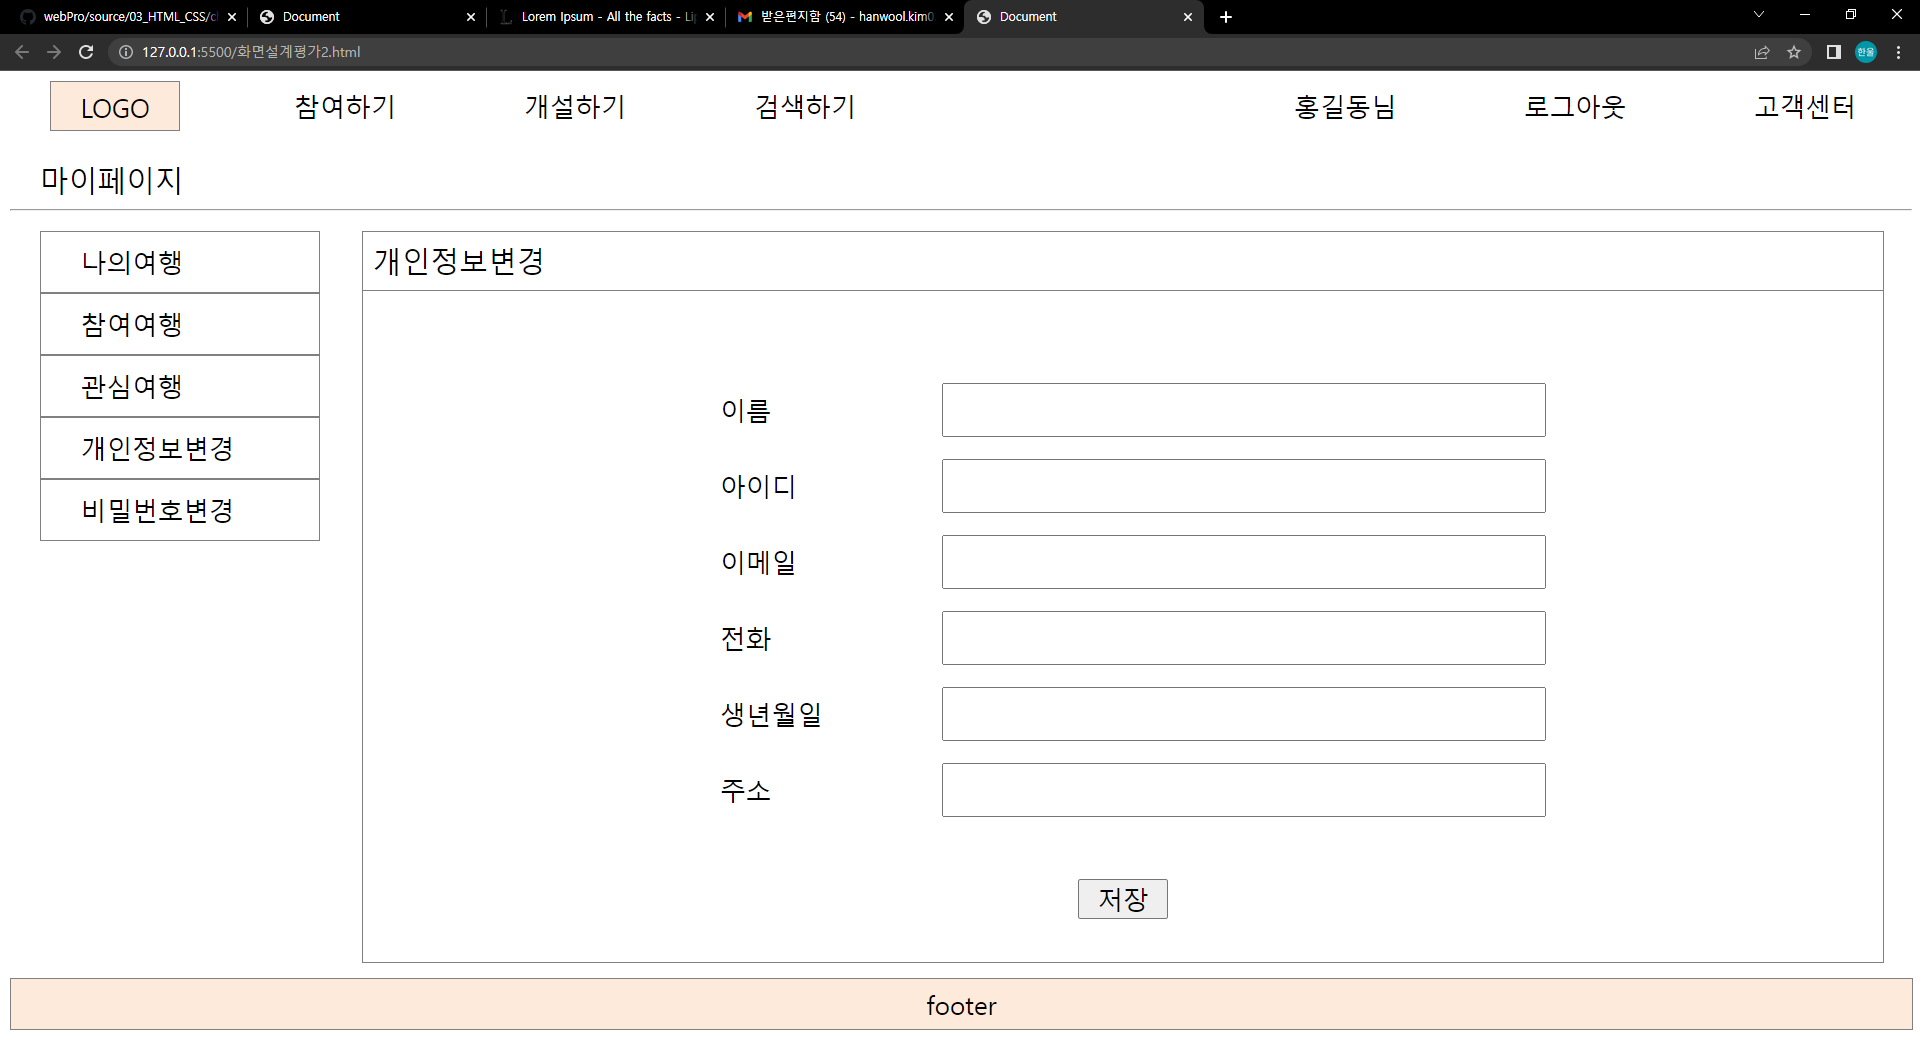 webPro/source/03_HTML_CSS/cl
Document
Lorem Ipsum - All the facts - Lip
받은편지함 (54) - hanwool.kim0
Document
127.0.0.1:5500/화면설계평가2.html
한울
LOGO 참여하기 개설하기 검색하기 홍길동님 로그아웃 고객센터
마이페이지
나의여행
참여여행
관심여행
개인정보변경
비밀번호변경
개인정보변경
이름
아이디
이메일
전화
생년월일
주소
저장
footer